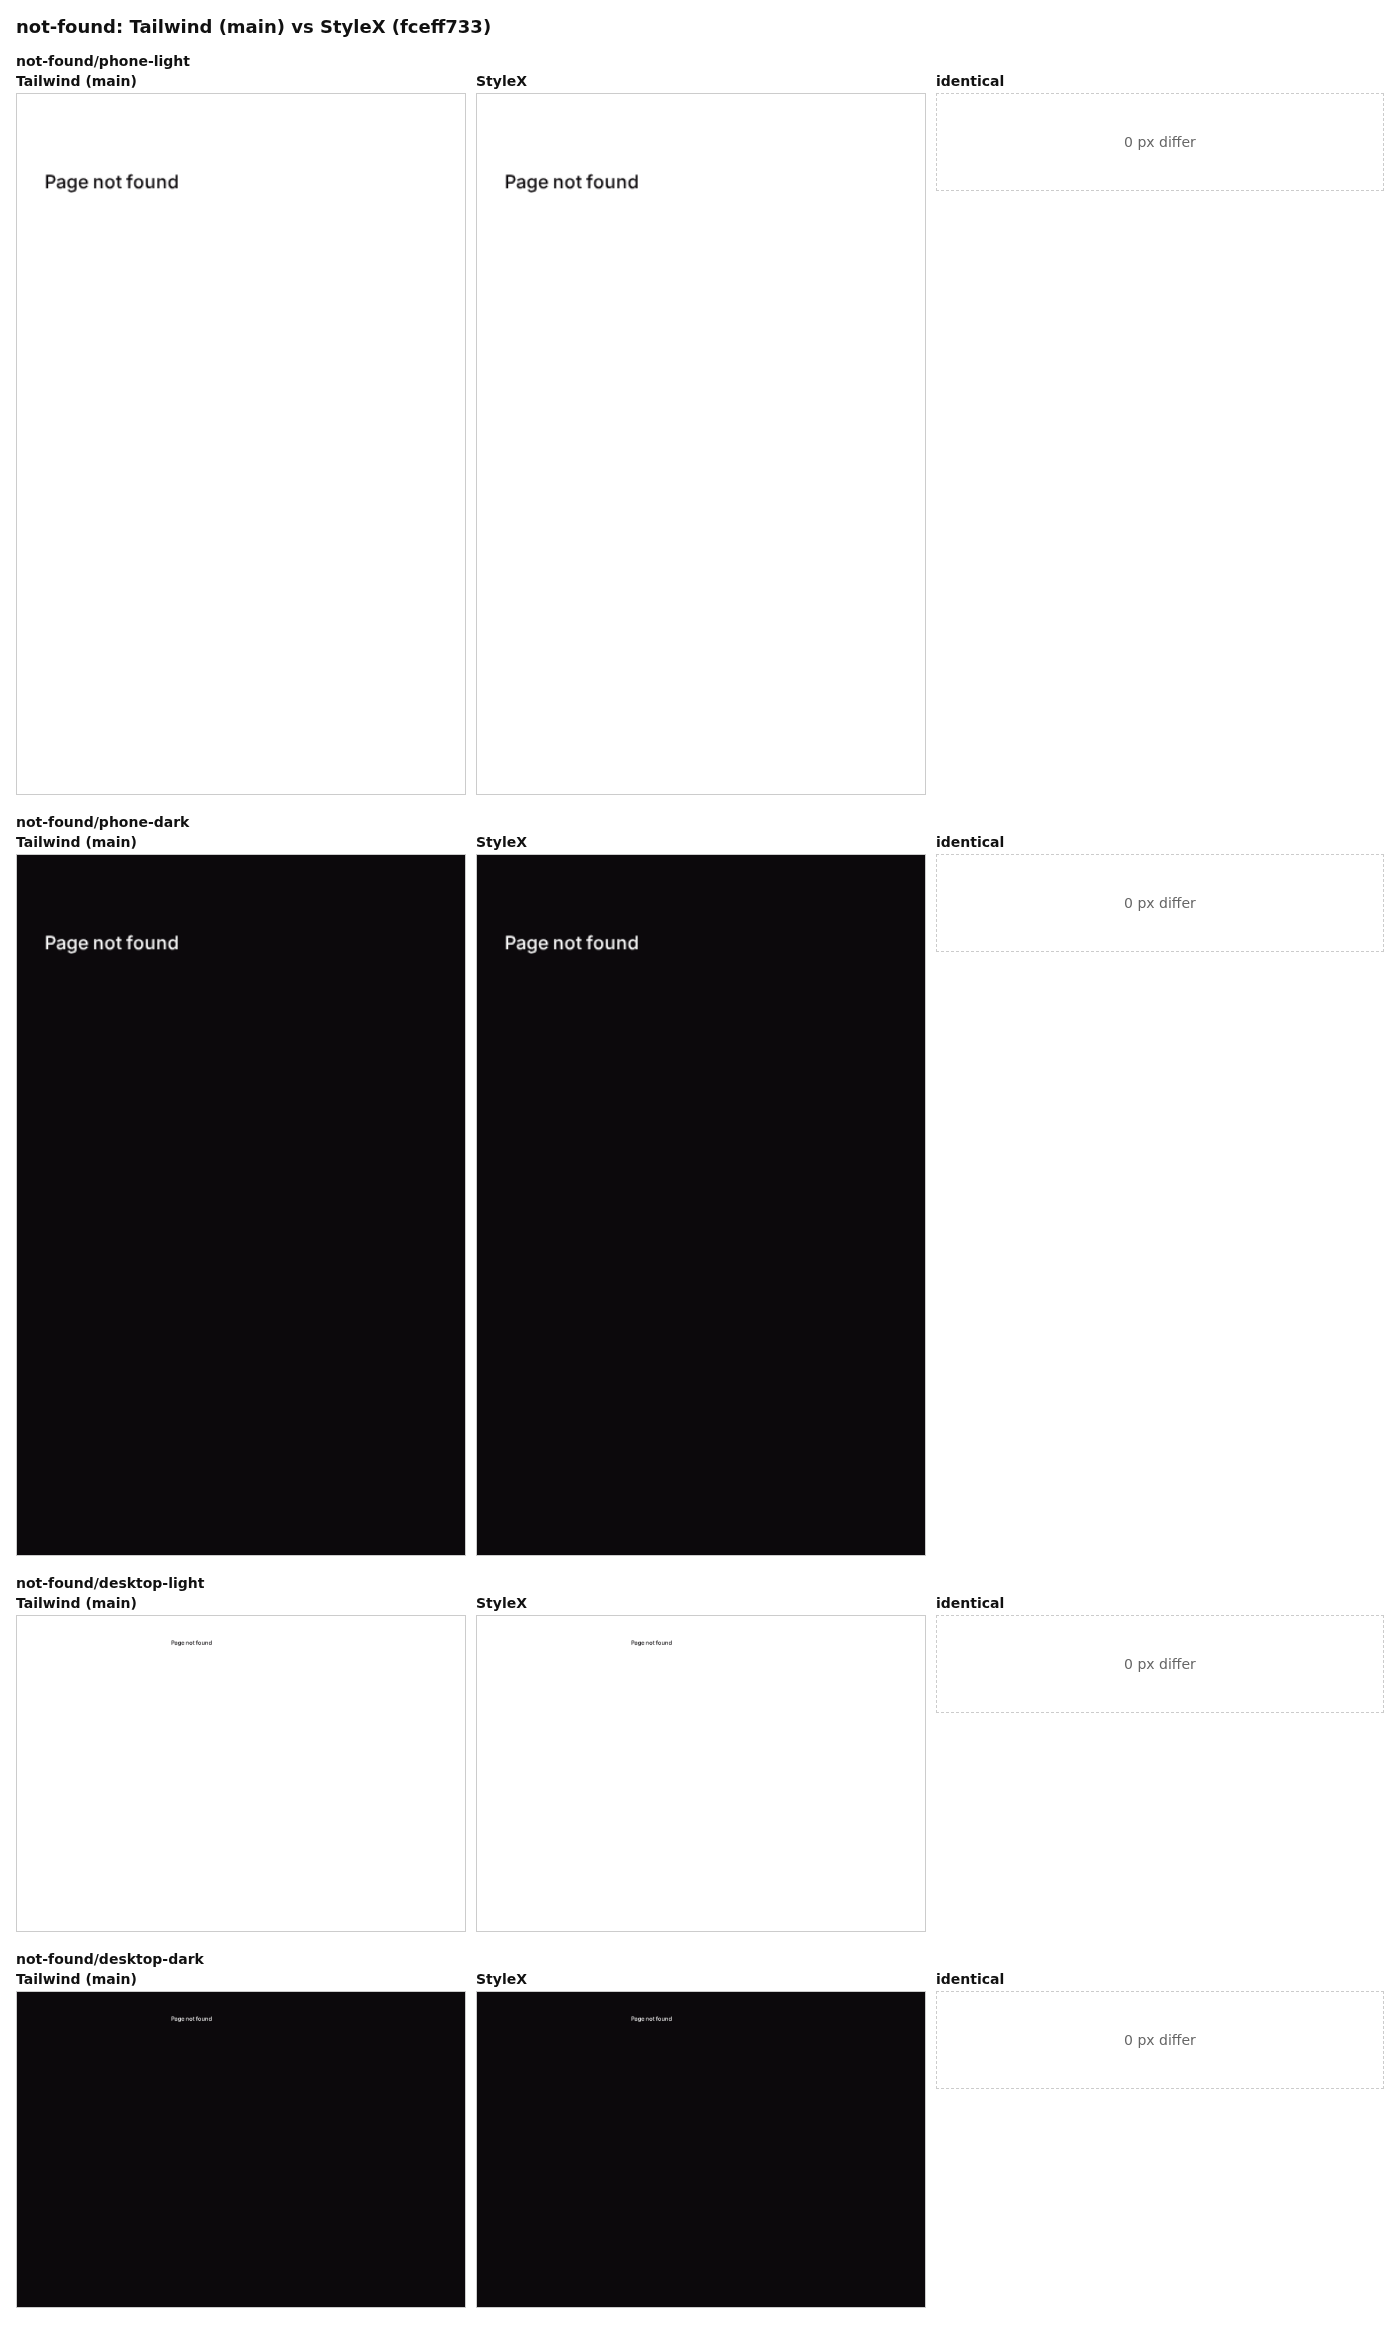 not-found: Tailwind (main) vs StyleX (fceff733)
not-found/phone-light
Tailwind (main) StyleX identical
Page not found Page not found 0 px differ
not-found/phone-dark
Tailwind (main) StyleX identical
Page not found Page not found 0 px differ
not-found/desktop-light
Tailwind (main) StyleX identical
Page not found Page not found 0 px differ
not-found/desktop-dark
Tailwind (main) StyleX identical
Page not found Page not found 0 px differ